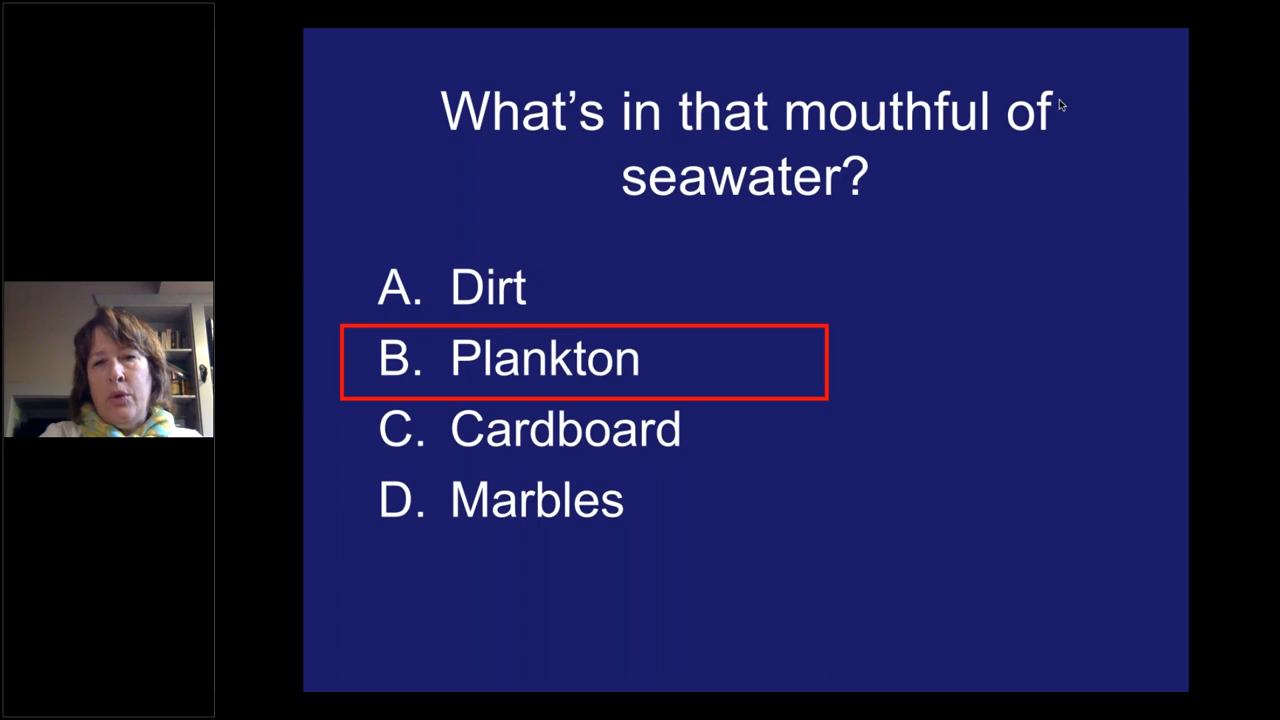 What’s in that mouthful of
seawater?
A. Dirt
B. Plankton
C. Cardboard
D. Marbles